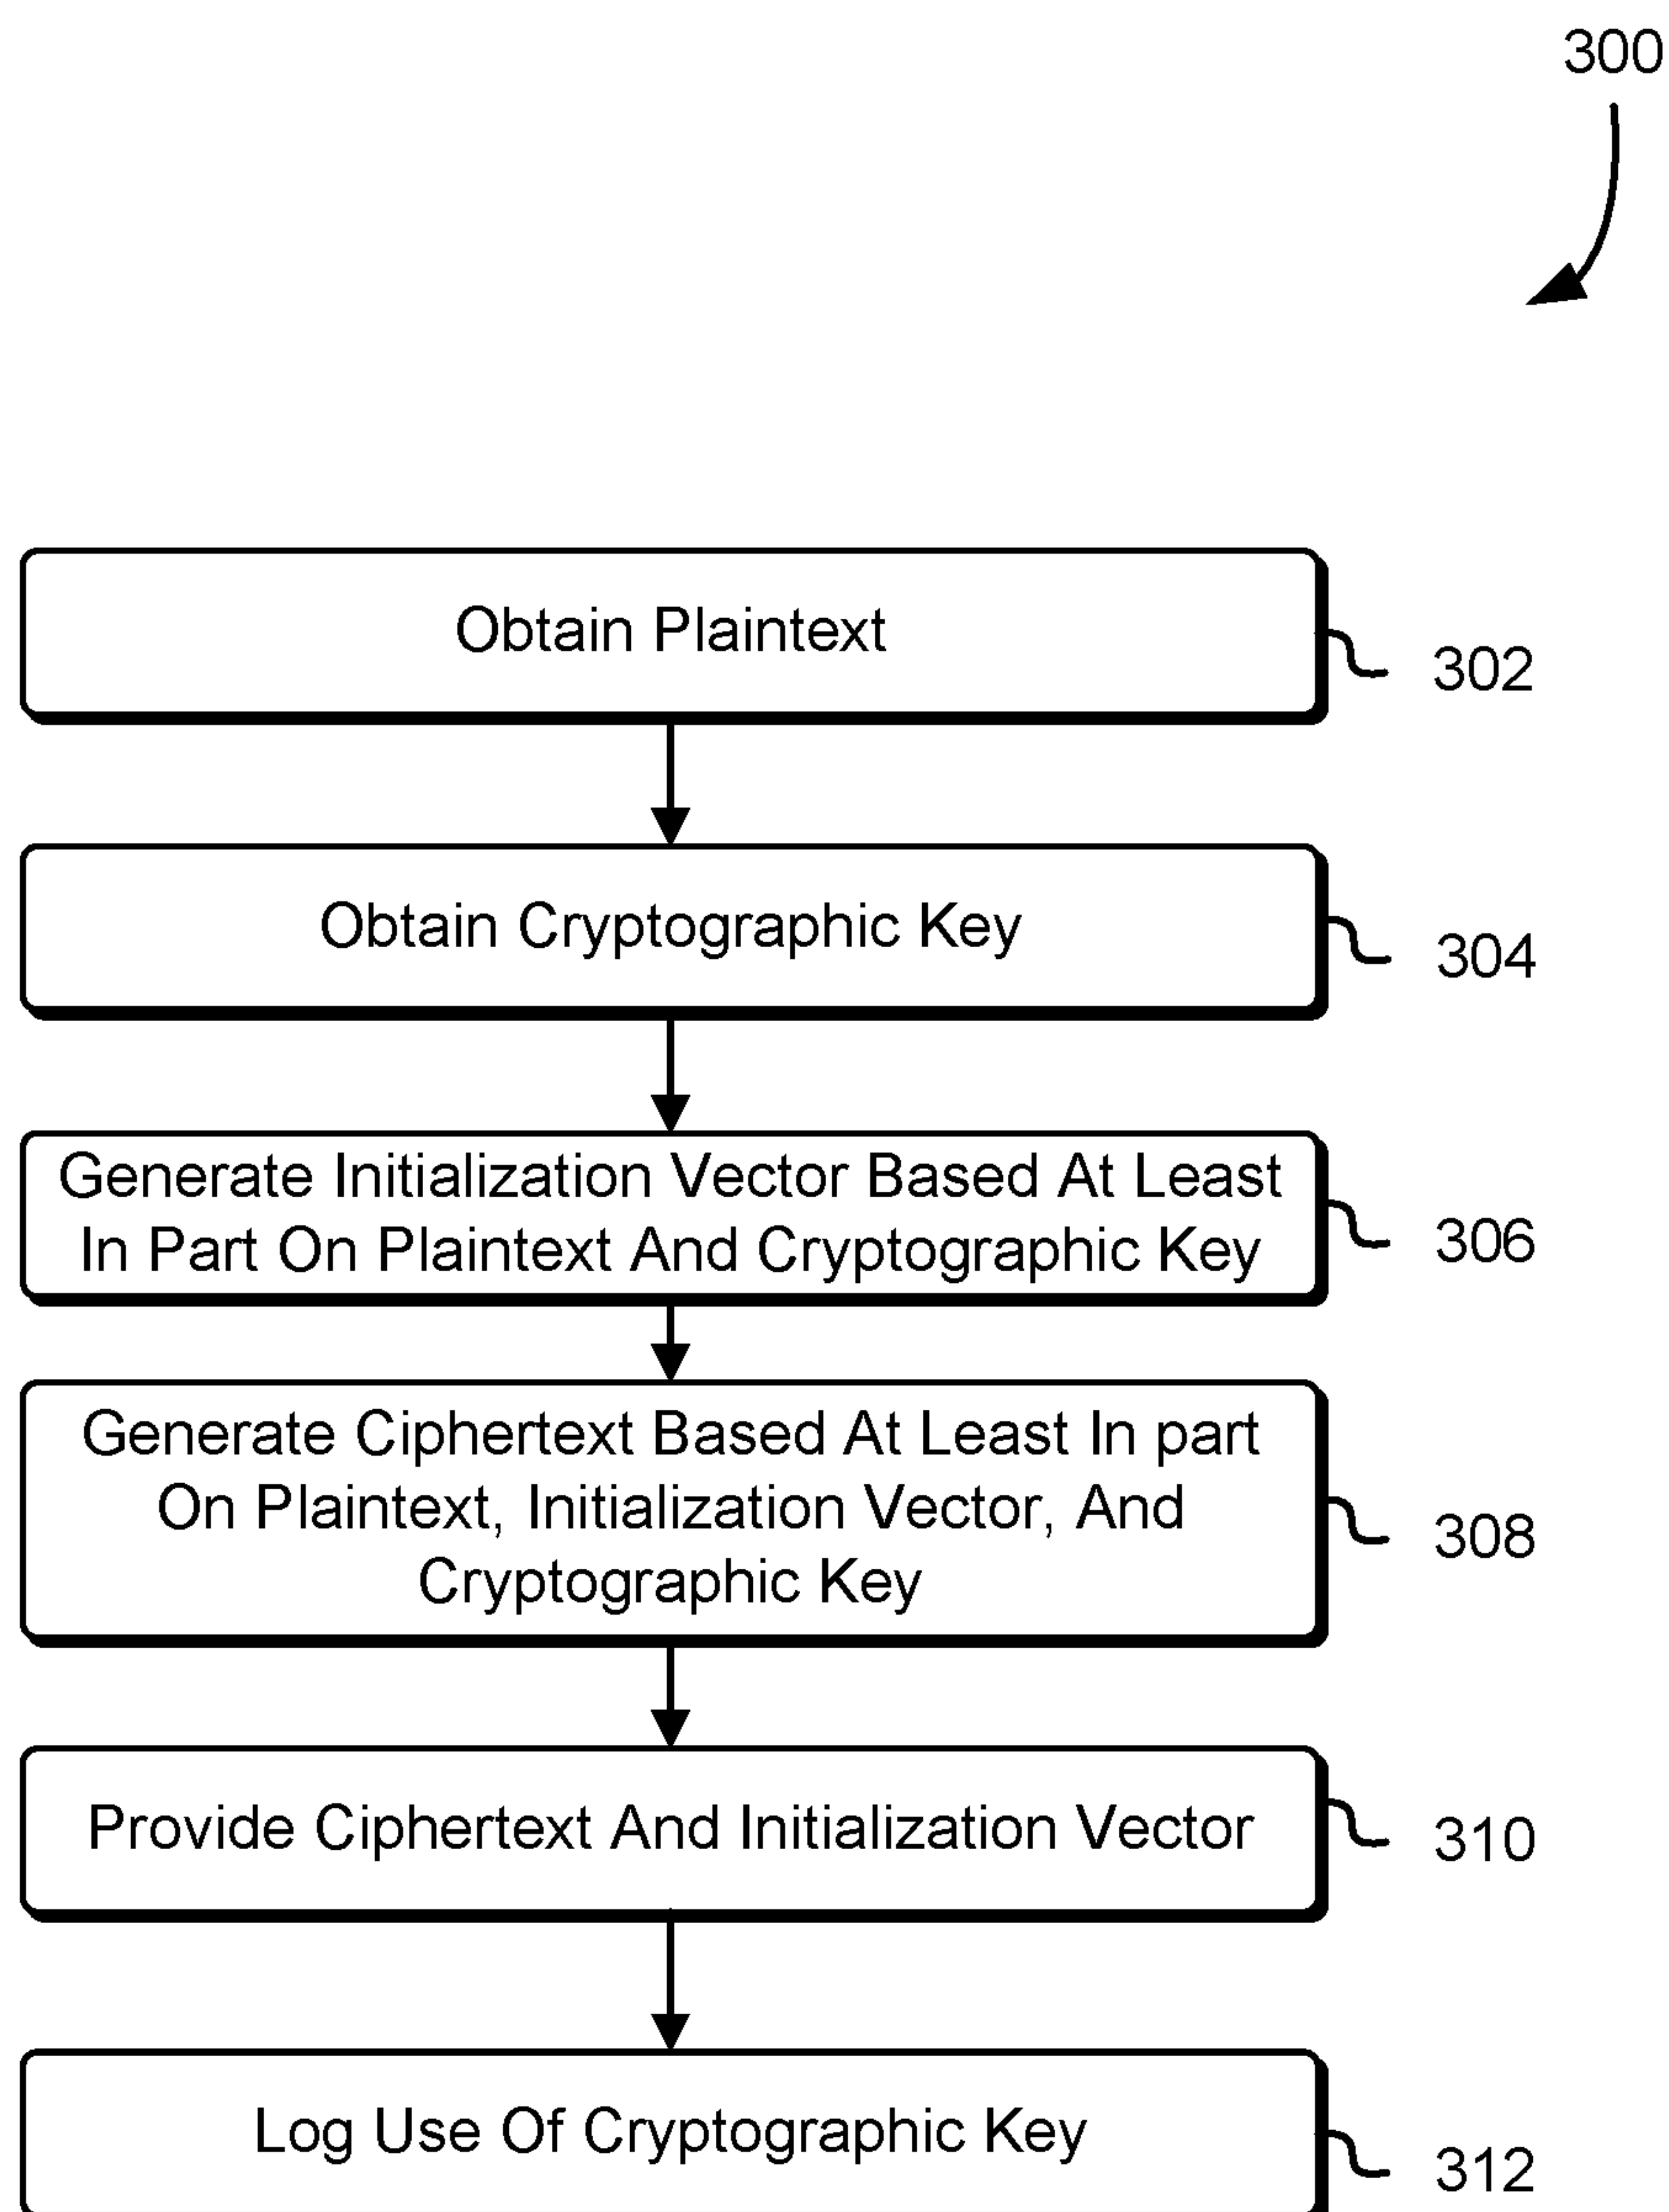 300
Obtain Plaintext
302
Obtain Cryptographic Key
304
Generate Initialization Vector Based At Least
In Part On Plaintext And Cryptographic Key
306
Generate Ciphertext Based At Least In part
On Plaintext, Initialization Vector, And
Cryptographic Key
308
Provide Ciphertext And Initialization Vector
310
Log Use Of Cryptographic Key
312